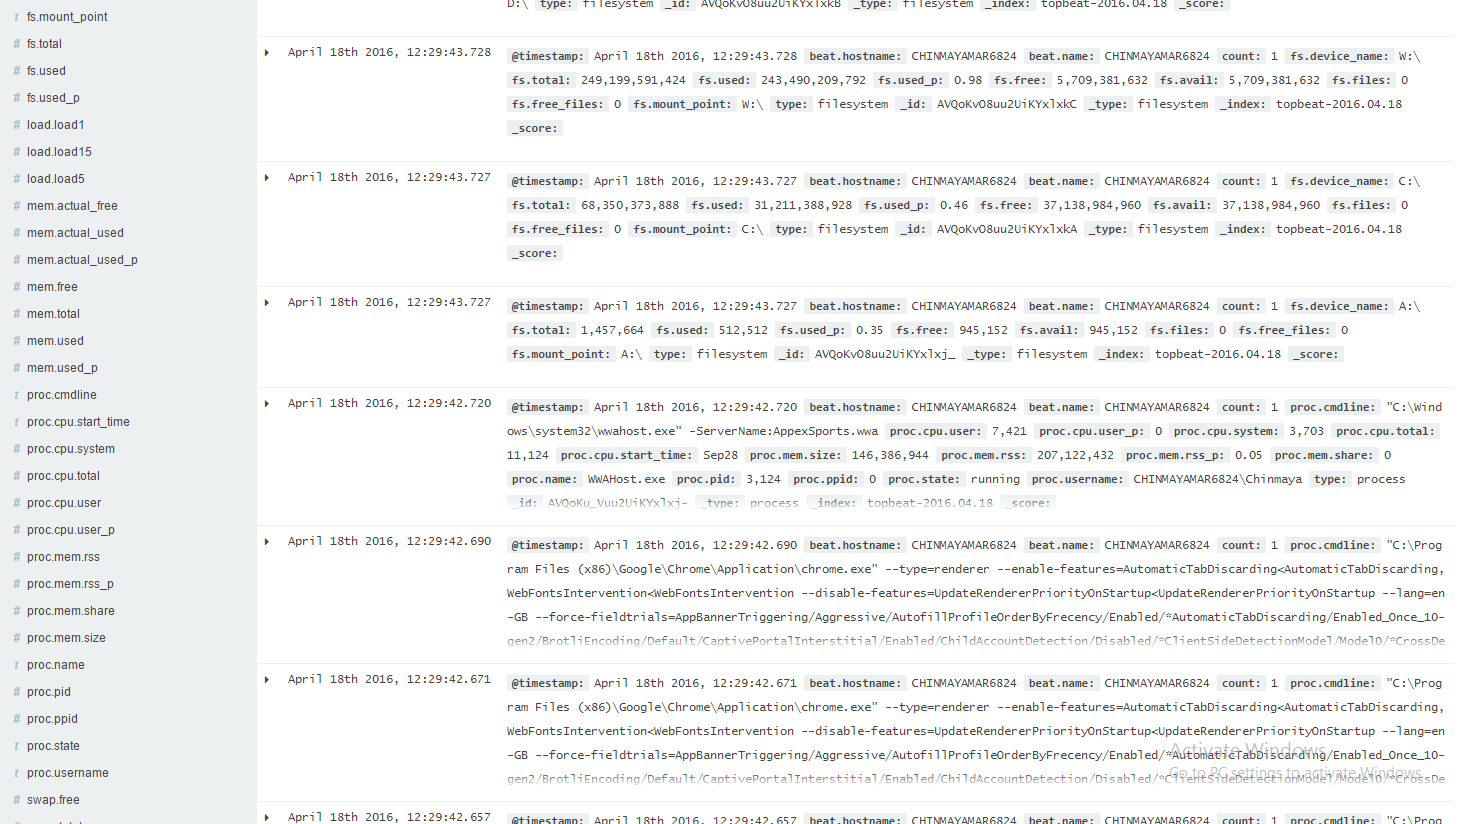 t fs.mount_point
# fs.total
# fs.used
# fs.used_p
# load.load1
# load.load15
# load.load5
# mem.actual_free
# mem.actual_used
# mem.actual_used_p
# mem.free
# mem.total
# mem.used
# mem.used_p
t proc.cmdline
t proc.cpu.start_time
# proc.cpu.system
# proc.cpu.total
# proc.cpu.user
# proc.cpu.user_p
# proc.mem.rss
# proc.mem.rss_p
# proc.mem.share
# proc.mem.size
t proc.name
# proc.pid
# proc.ppid
t proc.state
t proc.username
# swap.free
D:\ type: filesystem _id: AVQoKvO8uu2UiKYxlxkB _type: filesystem _index: topbeat-2016.04.18 _score:
April 18th 2016, 12:29:43.728
@timestamp: April 18th 2016, 12:29:43.728 beat.hostname: CHINMAYAMAR6824 beat.name: CHINMAYAMAR6824 count: 1 fs.device_name: W:\
fs.total: 249,199,591,424 fs.used: 243,490,209,792 fs.used_p: 0.98 fs.free: 5,709,381,632 fs.avail: 5,709,381,632 fs.files: 0
fs.free_files: 0 fs.mount_point: W:\ type: filesystem _id: AVQoKvO8uu2UiKYxlxkC _type: filesystem _index: topbeat-2016.04.18
_score:
April 18th 2016, 12:29:43.727
@timestamp: April 18th 2016, 12:29:43.727 beat.hostname: CHINMAYAMAR6824 beat.name: CHINMAYAMAR6824 count: 1 fs.device_name: C:\
fs.total: 68,350,373,888 fs.used: 31,211,388,928 fs.used_p: 0.46 fs.free: 37,138,984,960 fs.avail: 37,138,984,960 fs.files: 0
fs.free_files: 0 fs.mount_point: C:\ type: filesystem _id: AVQoKvO8uu2UiKYxlxkA _type: filesystem _index: topbeat-2016.04.18
_score:
April 18th 2016, 12:29:43.727
@timestamp: April 18th 2016, 12:29:43.727 beat.hostname: CHINMAYAMAR6824 beat.name: CHINMAYAMAR6824 count: 1 fs.device_name: A:\
fs.total: 1,457,664 fs.used: 512,512 fs.used_p: 0.35 fs.free: 945,152 fs.avail: 945,152 fs.files: 0 fs.free_files: 0
fs.mount_point: A:\ type: filesystem _id: AVQoKvO8uu2UiKYxlxj_ _type: filesystem _index: topbeat-2016.04.18 _score:
April 18th 2016, 12:29:42.720
@timestamp: April 18th 2016, 12:29:42.720 beat.hostname: CHINMAYAMAR6824 beat.name: CHINMAYAMAR6824 count: 1 proc.cmdline: "C:\Wind
ows\system32\wwahost.exe" -ServerName:AppexSports.wwa proc.cpu.user: 7,421 proc.cpu.user_p: 0 proc.cpu.system: 3,703 proc.cpu.total:
11,124 proc.cpu.start_time: Sep28 proc.mem.size: 146,386,944 proc.mem.rss: 207,122,432 proc.mem.rss_p: 0.05 proc.mem.share: 0
proc.name: WWAHost.exe proc.pid: 3,124 proc.ppid: 0 proc.state: running proc.username: CHINMAYAMAR6824\Chinmaya type: process
_id: AVQoKu_Vuu2UiKYxlxj- _type: process _index: topbeat-2016.04.18 _score:
April 18th 2016, 12:29:42.690
@timestamp: April 18th 2016, 12:29:42.690 beat.hostname: CHINMAYAMAR6824 beat.name: CHINMAYAMAR6824 count: 1 proc.cmdline: "C:\Prog
ram Files (x86)\Google\Chrome\Application\chrome.exe" --type=renderer --enable-features=AutomaticTabDiscarding<AutomaticTabDiscarding,
WebFontsIntervention<WebFontsIntervention --disable-features=UpdateRendererPriorityOnStartup<UpdateRendererPriorityOnStartup --lang=en
-GB --force-fieldtrials=AppBannerTriggering/Aggressive/AutofillProfileOrderByFrecency/Enabled/*AutomaticTabDiscarding/Enabled_Once_10-
gen2/BrotliEncoding/Default/CaptivePortalInterstitial/Enabled/ChildAccountDetection/Disabled/*ClientSideDetectionModel/Model0/*CrossDe
April 18th 2016, 12:29:42.671
@timestamp: April 18th 2016, 12:29:42.671 beat.hostname: CHINMAYAMAR6824 beat.name: CHINMAYAMAR6824 count: 1 proc.cmdline: "C:\Prog
ram Files (x86)\Google\Chrome\Application\chrome.exe" --type=renderer --enable-features=AutomaticTabDiscarding<AutomaticTabDiscarding,
WebFontsIntervention<WebFontsIntervention --disable-features=UpdateRendererPriorityOnStartup<UpdateRendererPriorityOnStartup --lang=en
-GB --force-fieldtrials=AppBannerTriggering/Aggressive/AutofillProfileOrderByFrecency/Enabled/*AutomaticTabDiscarding/Enabled_Once_10-
gen2/BrotliEncoding/Default/CaptivePortalInterstitial/Enabled/ChildAccountDetection/Disabled/*ClientSideDetectionModel/Model0/*CrossDe
Activate Windows
Go to PC settings to activate Windows.
April 18th 2016, 12:29:42.657
@timestamp: April 18th 2016, 12:29:42.657 beat.hostname: CHINMAYAMAR6824 beat.name: CHINMAYAMAR6824 count: 1 proc.cmdline: "C:\Prog